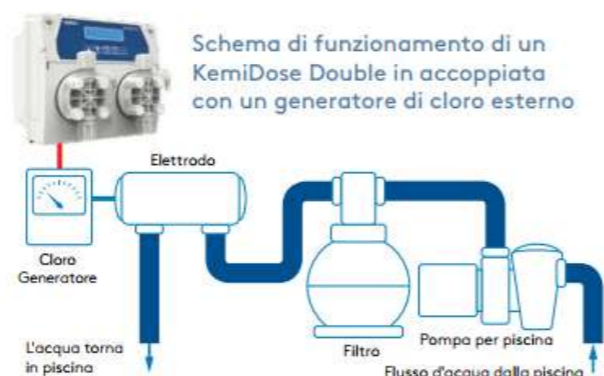 Schema di funzionamento di un
KemiDose Double in accoppiata
con un generatore di cloro esterno
Elettrodo
Cloro
Generatore
L'acqua torna
in piscina
Filtro
Pompa per piscina
Flusso d'acqua dalla piscina